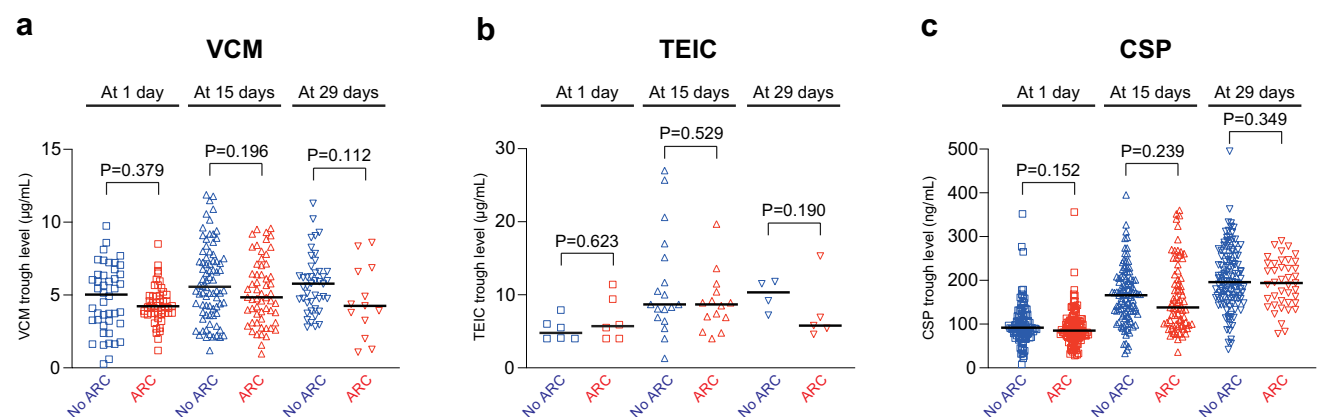 a
VCM
At 1 day At 15 days At 29 days
VCM trough level (µg/mL)
15
10
5
0
P=0.379
P=0.196
P=0.112
No ARC ARC No ARC ARC No ARC ARC
b
TEIC
At 1 day At 15 days At 29 days
TEIC trough level (µg/mL)
30
20
10
0
P=0.623
P=0.529
P=0.190
No ARC ARC No ARC ARC No ARC ARC
c
CSP
At 1 day At 15 days At 29 days
CSP trough level (ng/mL)
500
400
300
200
100
0
P=0.152
P=0.239
P=0.349
No ARC ARC No ARC ARC No ARC ARC